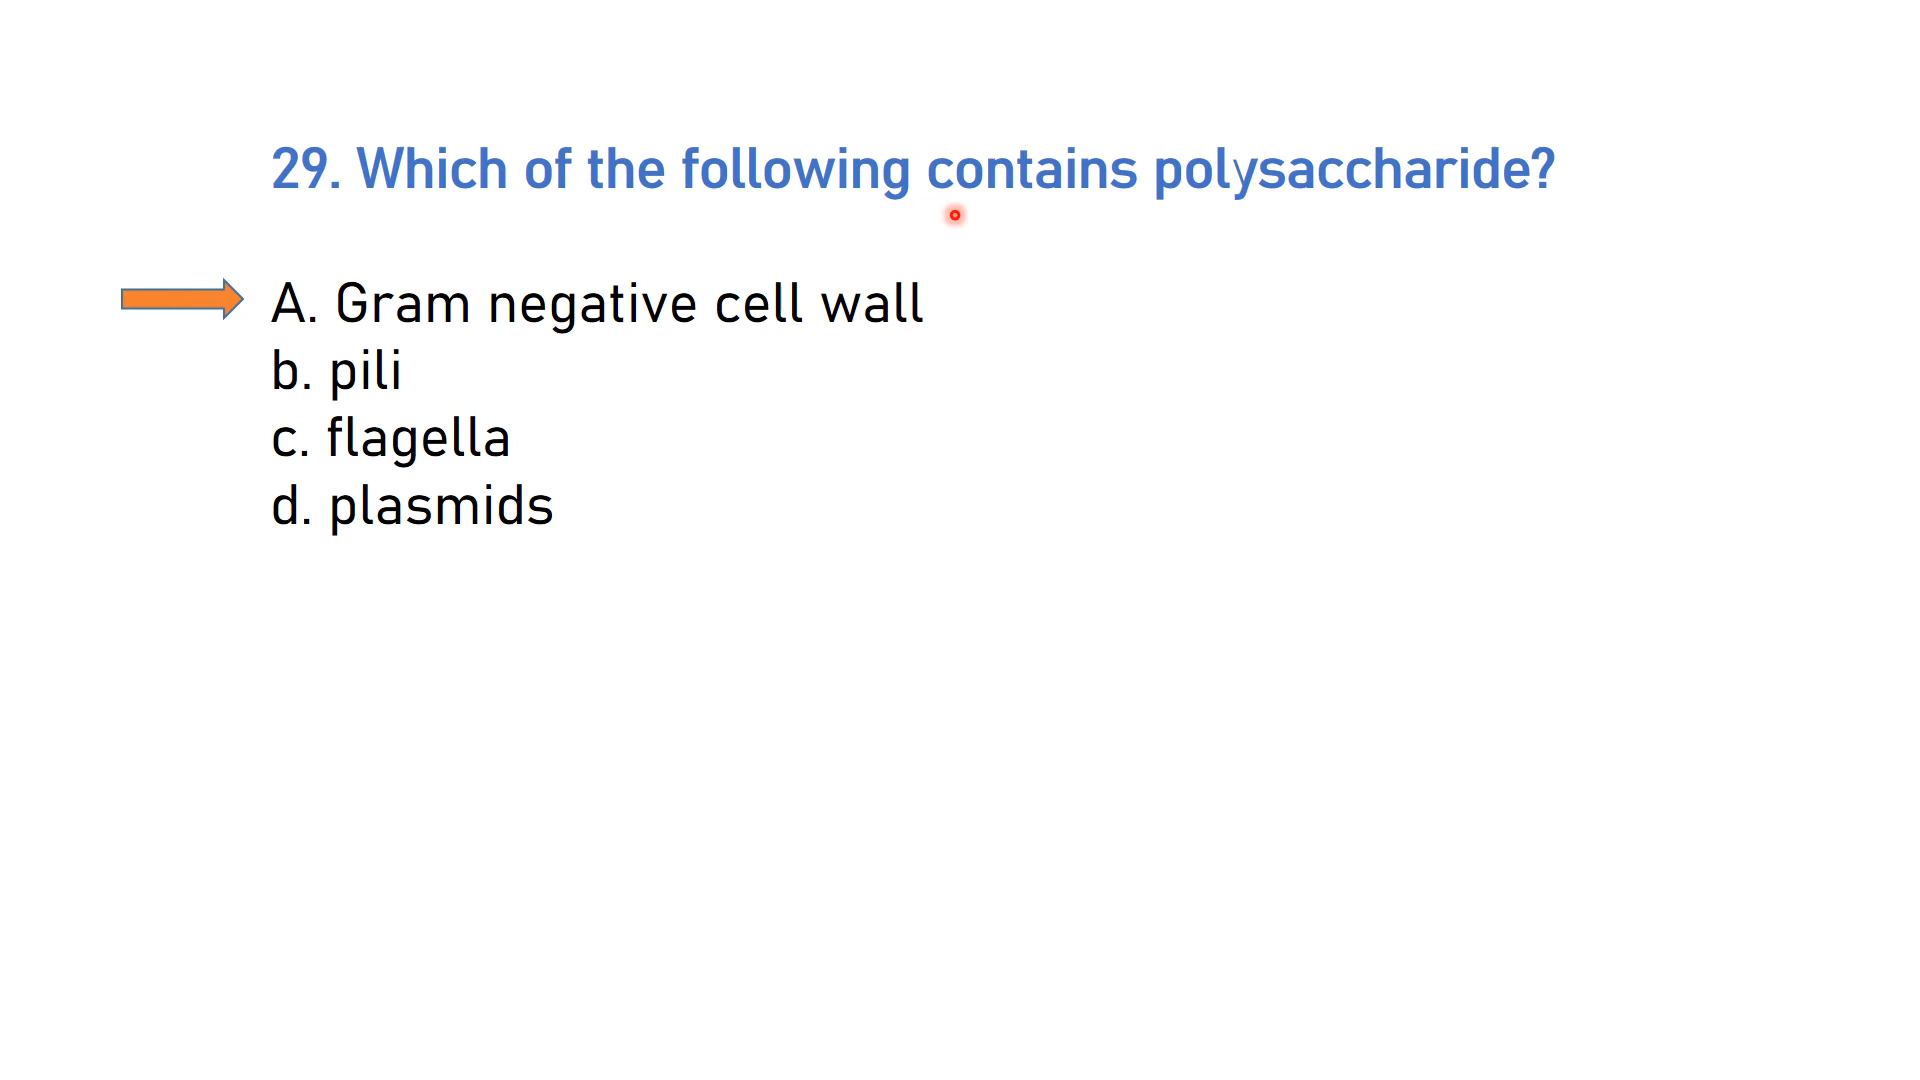 29. Which of the following contains polysaccharide?
A. Gram negative cell wall
b. pili
c. flagella
d. plasmids